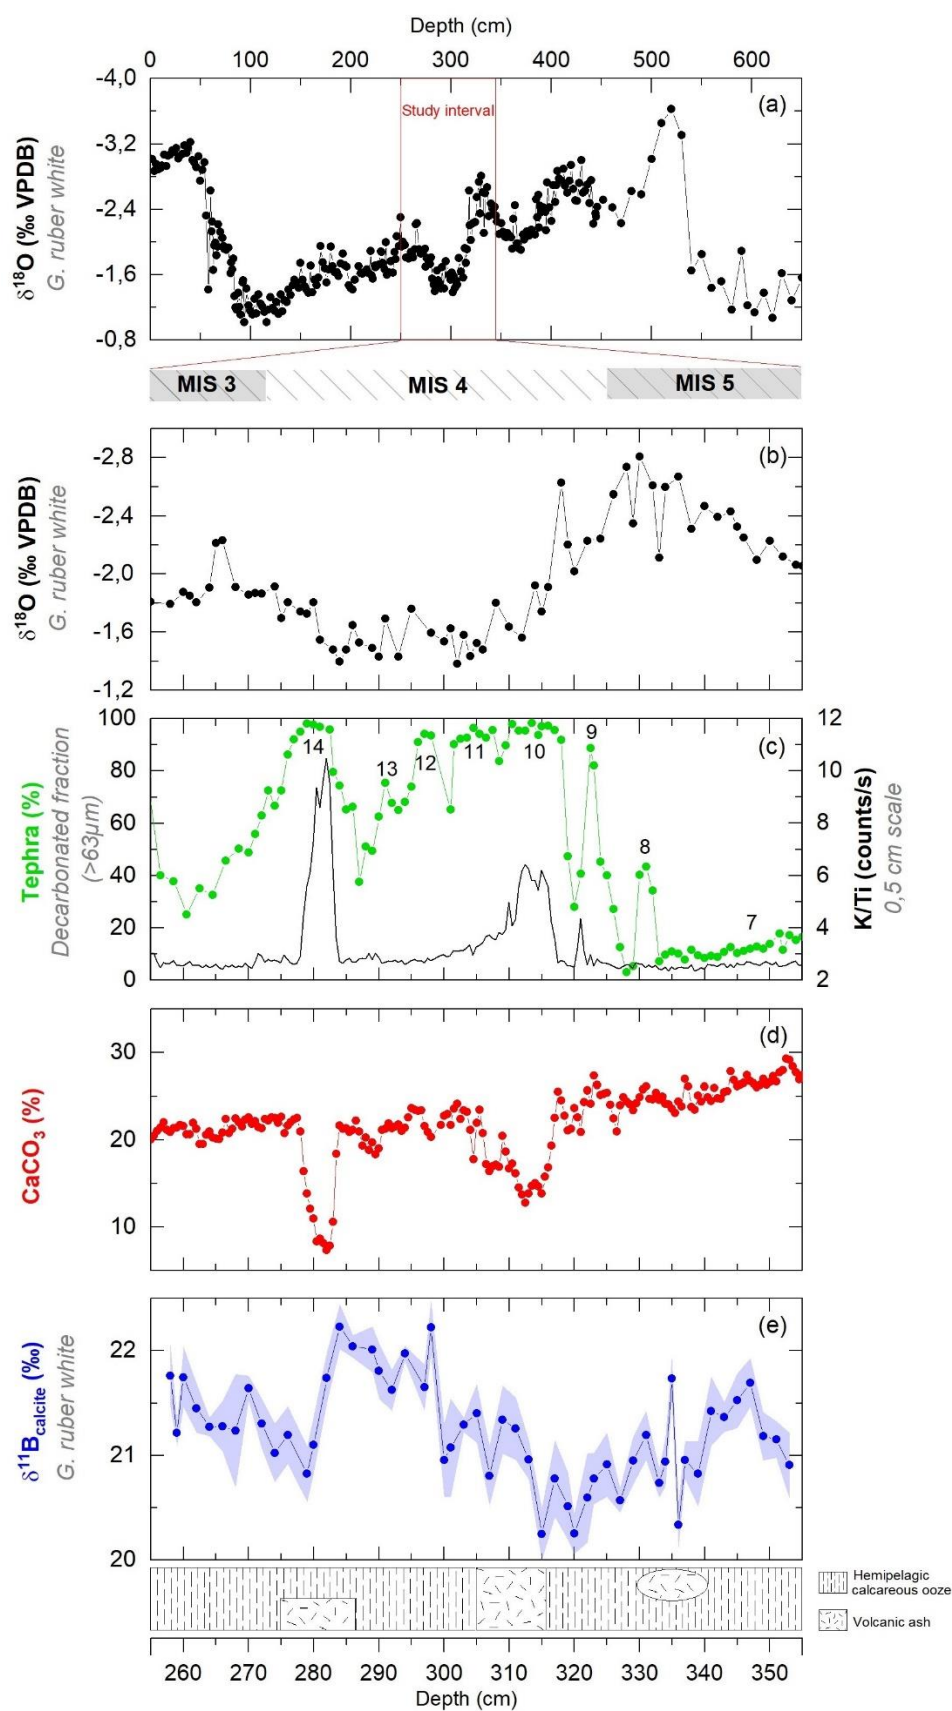 Depth (cm)
0 100 200 300 400 500 600
-4,0
-3,2
-2,4
-1,6
-0,8
δ18O (‰ VPDB)
G. ruber white
Study interval
(a)
MIS 3 MIS 4 MIS 5
-2,8
-2,4
-2,0
-1,6
-1,2
δ18O (‰ VPDB)
G. ruber white
(b)
100
80
60
40
20
0
Tephra (%)
Decarbonated fraction
(>63µm)
14 13 12 11 10 9 8 7
(c)
12
10
8
6
4
2
K/Ti (counts/s)
0,5 cm scale
30
20
10
CaCO3 (%)
(d)
22
21
20
δ11Bcalcite (‰)
G. ruber white
(e)
Hemipelagic
calcareous ooze
Volcanic ash
260 270 280 290 300 310 320 330 340 350
Depth (cm)